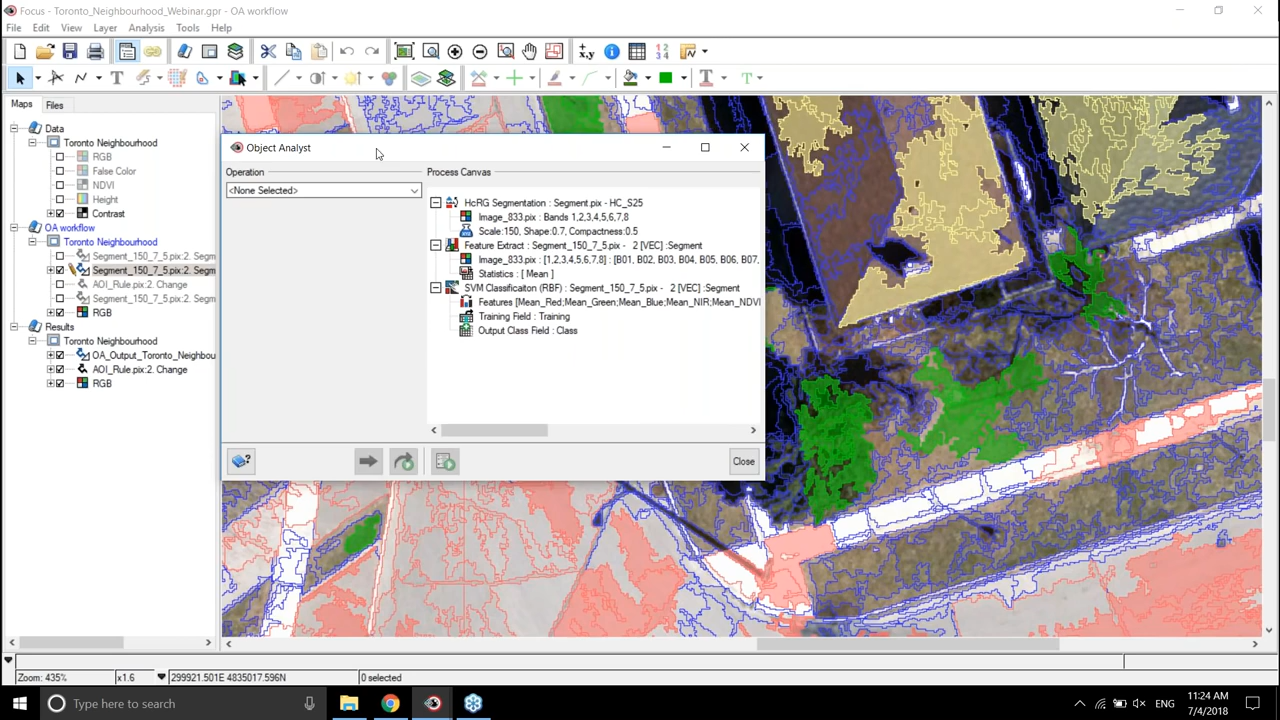 Focus - Toronto_Neighbourhood_Webinar.gpr - OA workflow
File Edit View Layer Analysis Tools Help
Maps Files
Data
Toronto Neighbourhood
RGB
False Color
NDVI
Height
Contrast
OA workflow
Toronto Neighbourhood
Segment_150_7_5.pix:2. Segm
Segment_150_7_5.pix:2. Segm
AOI_Rule.pix:2. Change
Segment_150_7_5.pix:2. Segm
RGB
Results
Toronto Neighbourhood
OA_Output_Toronto_Neighbou
AOI_Rule.pix:2. Change
RGB
Object Analyst
Operation
<None Selected>
Process Canvas
HcRG Segmentation : Segment.pix - HC_S25
Image_833.pix : Bands 1,2,3,4,5,6,7,8
Scale:150, Shape:0.7, Compactness:0.5
Feature Extract : Segment_150_7_5.pix - 2 [VEC] :Segment
Image_833.pix : [1,2,3,4,5,6,7,8] : [B01, B02, B03, B04, B05, B06, B07,
Statistics : [ Mean ]
SVM Classificaiton (RBF) : Segment_150_7_5.pix - 2 [VEC] :Segment
Features [Mean_Red;Mean_Green;Mean_Blue;Mean_NIR;Mean_NDVI
Training Field : Training
Output Class Field : Class
Close
Zoom: 435% x1.6 299921.501E 4835017.596N 0 selected
Type here to search
ENG
11:24 AM
7/4/2018